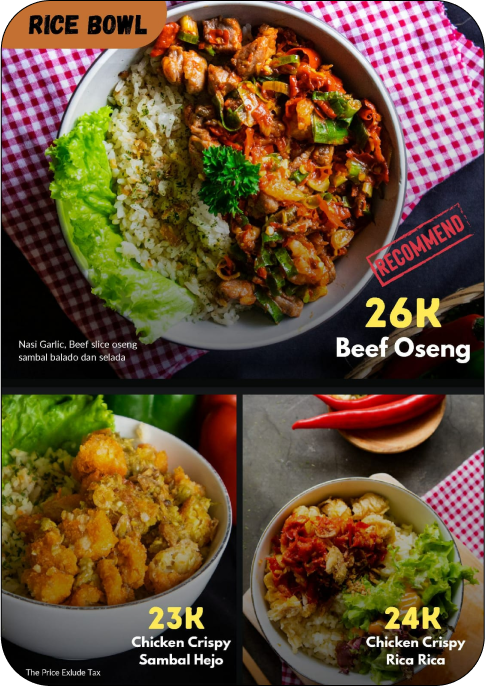 RICE BOWL
RECOMMEND
26K
Beef Oseng
Nasi Garlic, Beef slice oseng
sambal balado dan selada
23K
Chicken Crispy
Sambal Hejo
24K
Chicken Crispy
Rica Rica
The Price Exlude Tax